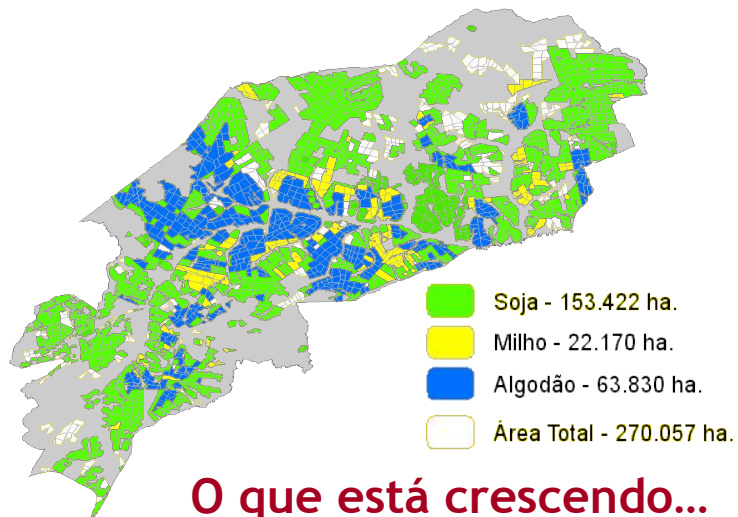 Soja - 153.422 ha.
Milho - 22.170 ha.
Algodão - 63.830 ha.
Área Total - 270.057 ha.
O que está crescendo…